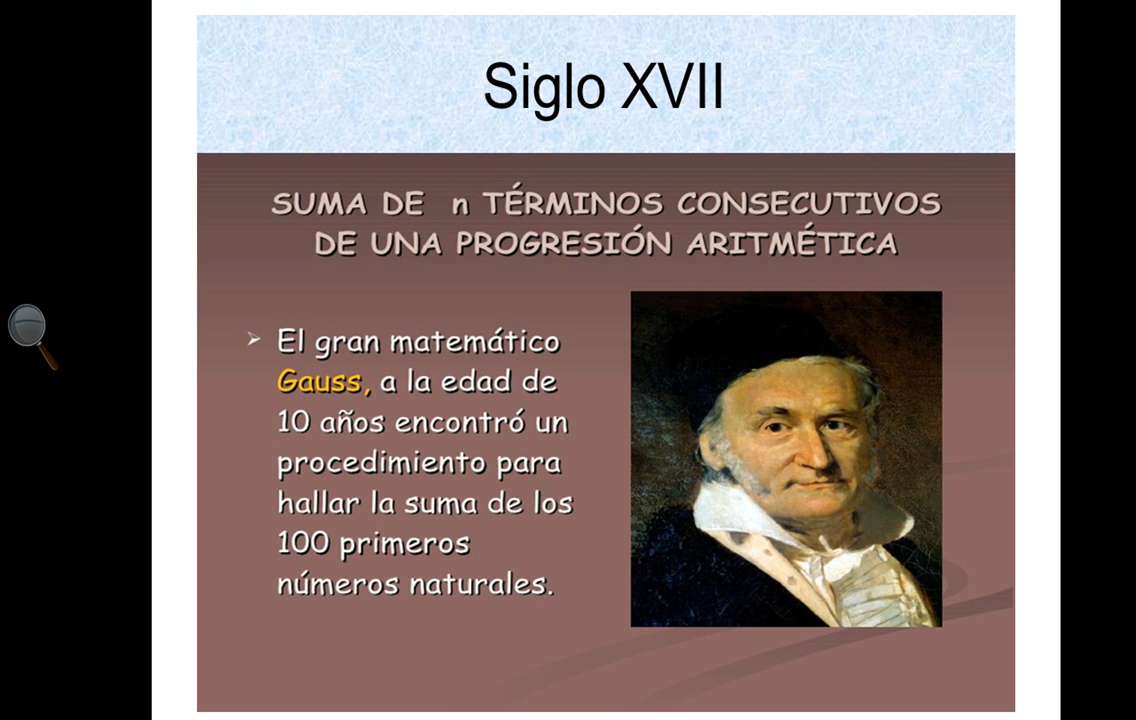 Siglo XVII
SUMA DE n TÉRMINOS CONSECUTIVOS
DE UNA PROGRESIÓN ARITMÉTICA
El gran matemático
Gauss, a la edad de
10 años encontró un
procedimiento para
hallar la suma de los
100 primeros
números naturales.